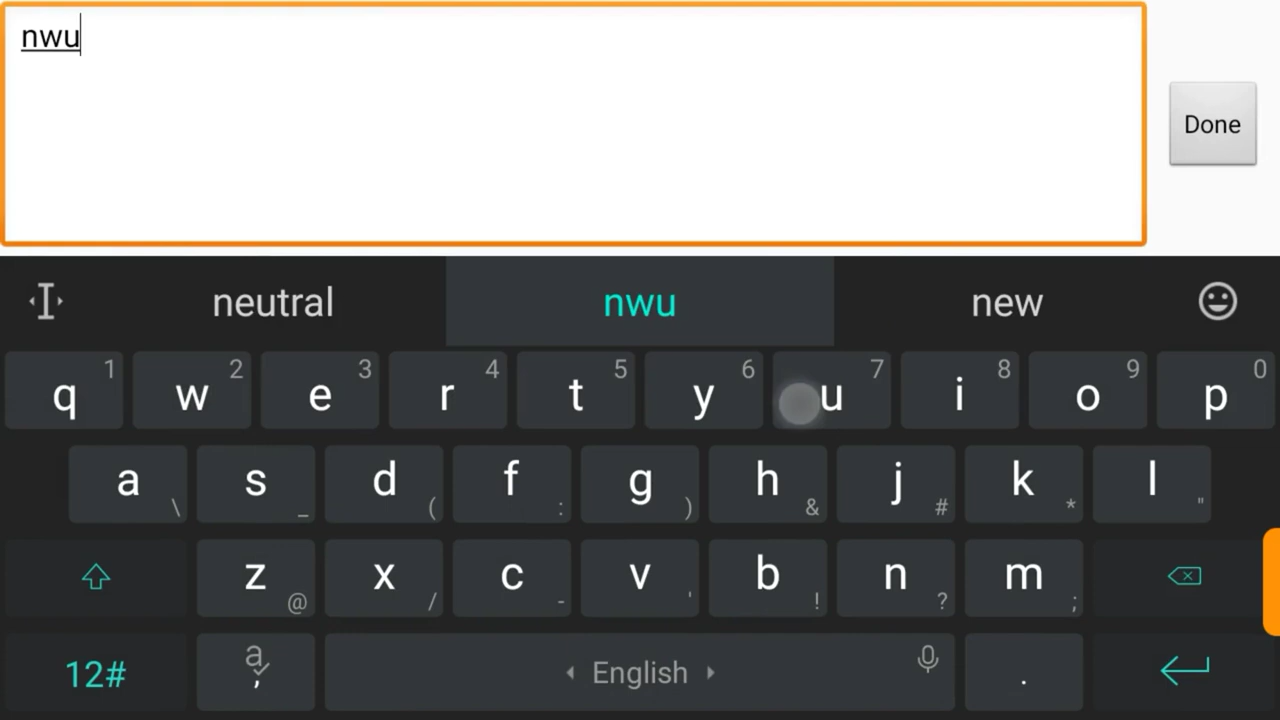 nwu
Done
neutral nwu new
q 1 w 2 e 3 r 4 t 5 y 6 u 7 i 8 o 9 p 0
a \ s _ d ( f : g ) h & j # k * l "
z @ x / c - v ' b ! n ? m ;
12# a , English .